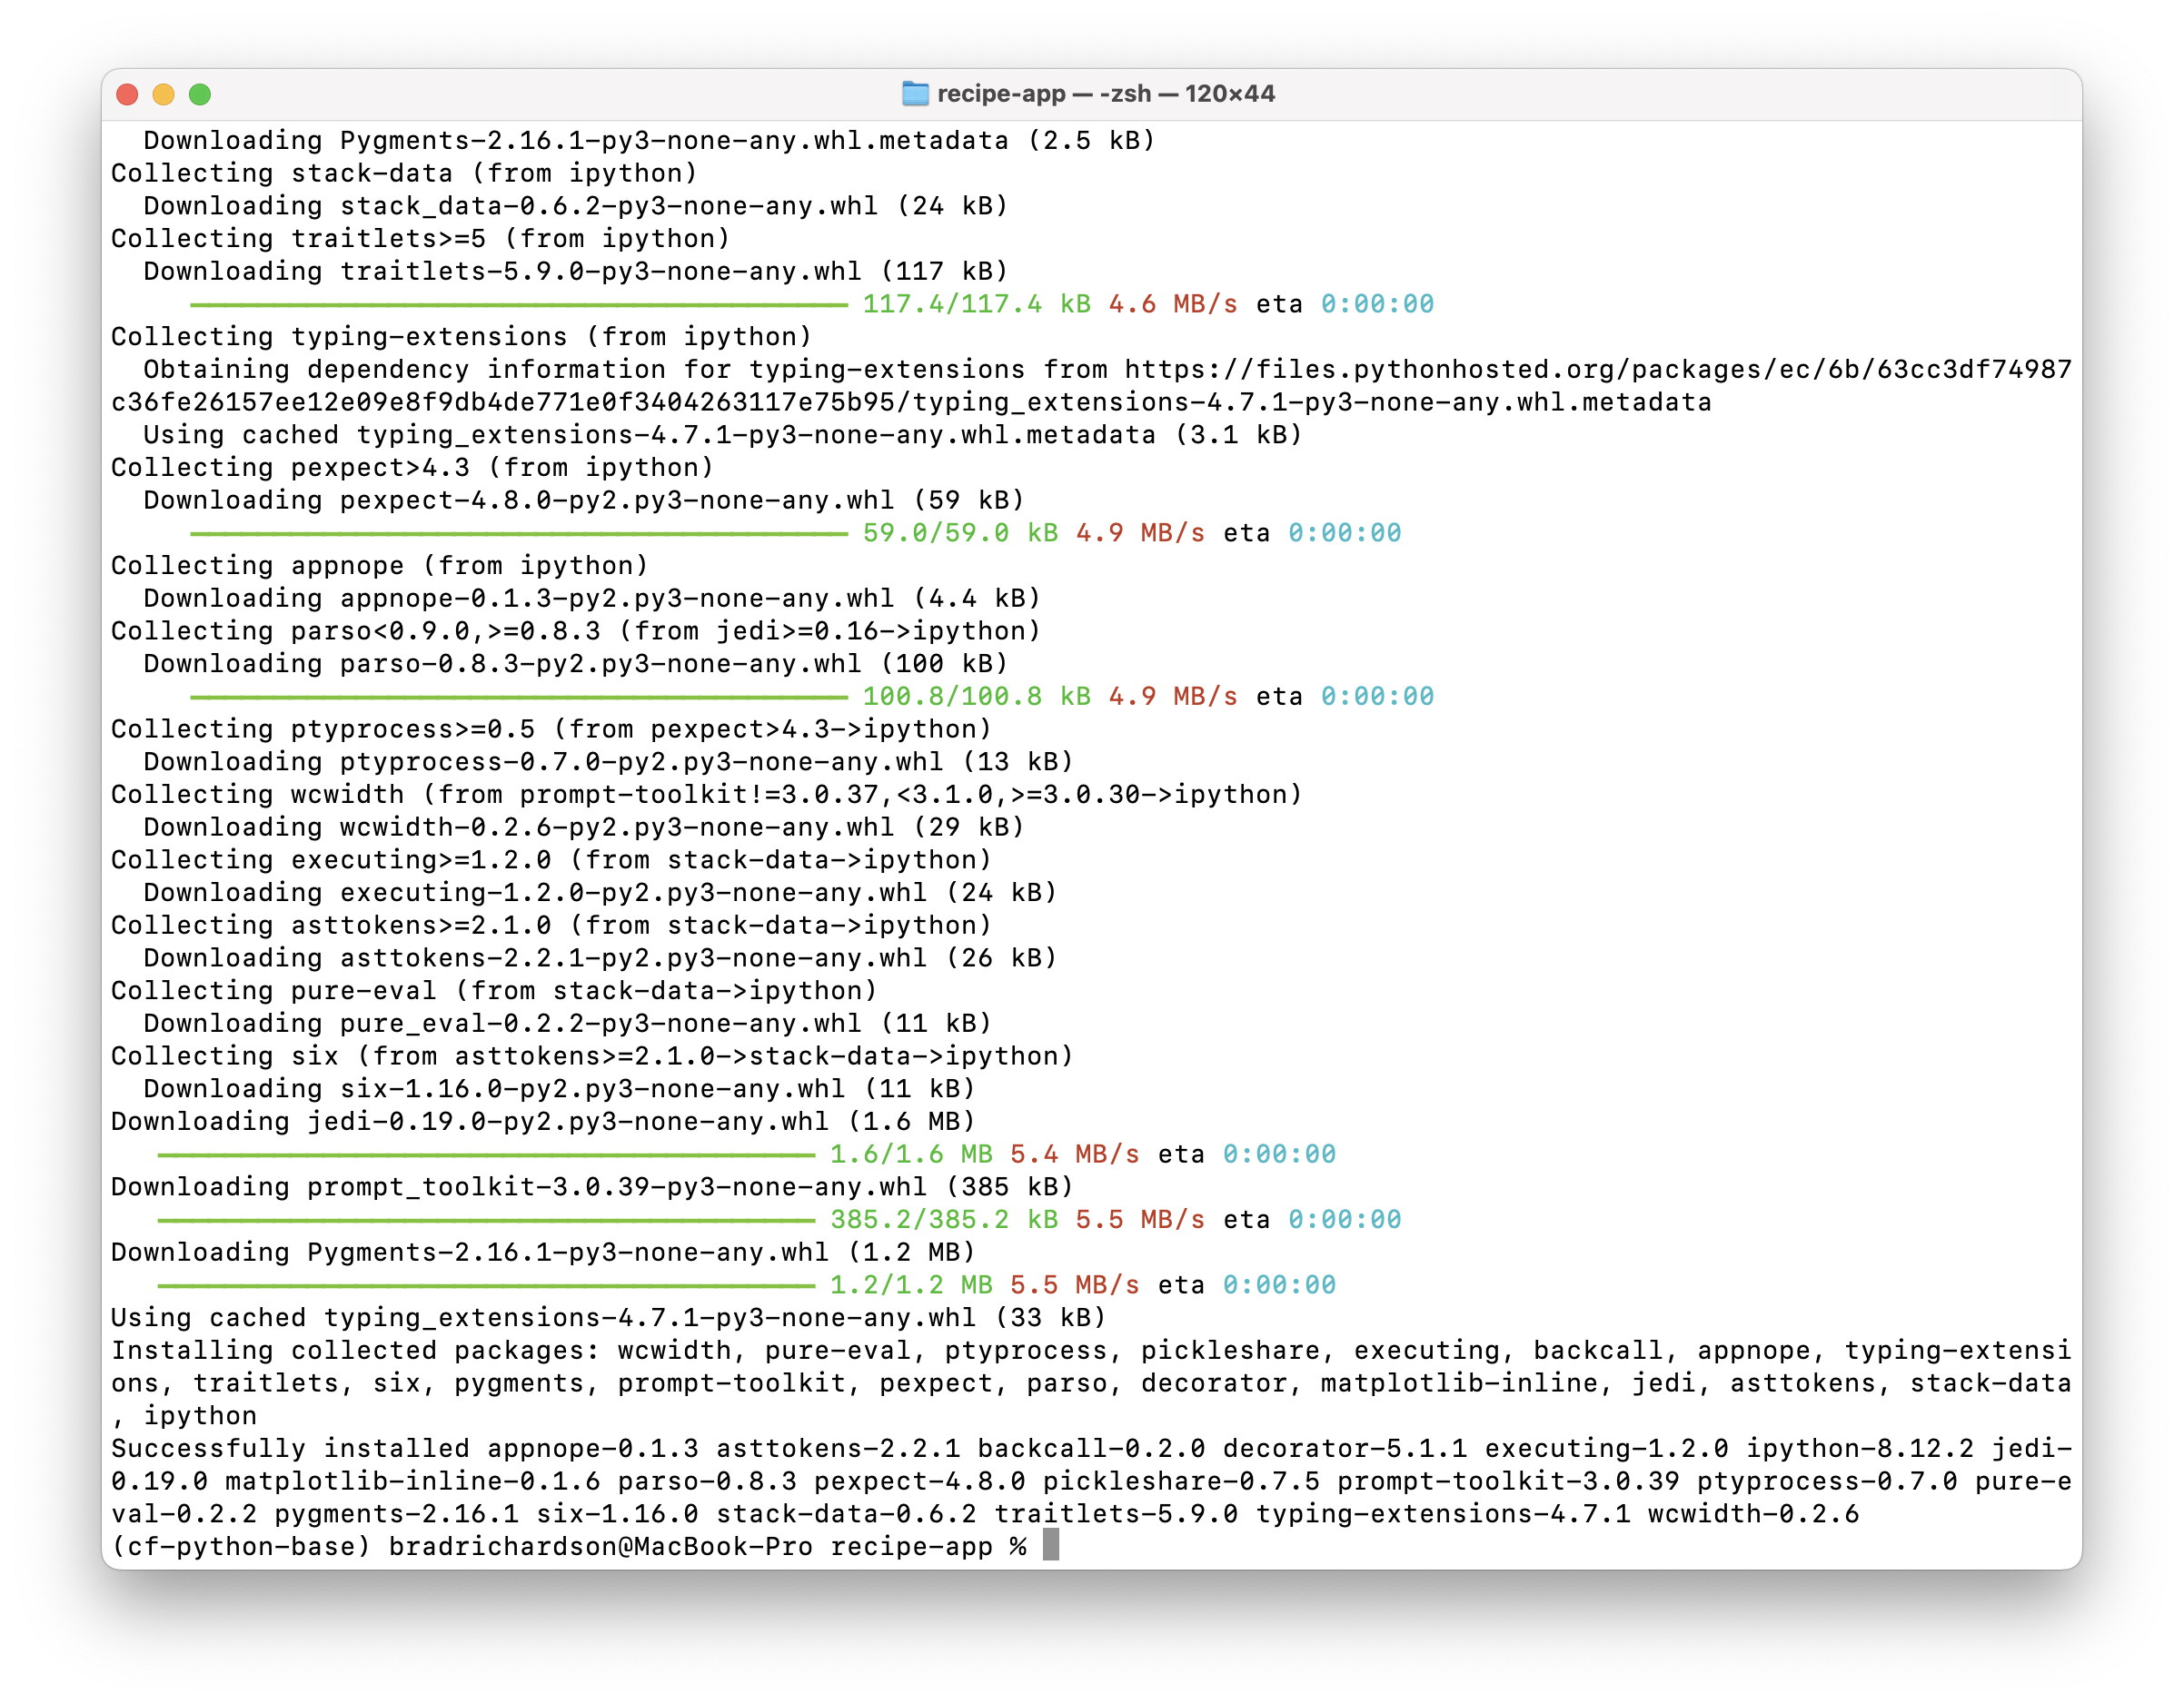 recipe-app — -zsh — 120×44
  Downloading Pygments-2.16.1-py3-none-any.whl.metadata (2.5 kB)
Collecting stack-data (from ipython)
  Downloading stack_data-0.6.2-py3-none-any.whl (24 kB)
Collecting traitlets>=5 (from ipython)
  Downloading traitlets-5.9.0-py3-none-any.whl (117 kB)
117.4/117.4 kB 4.6 MB/s eta 0:00:00
Collecting typing-extensions (from ipython)
  Obtaining dependency information for typing-extensions from https://files.pythonhosted.org/packages/ec/6b/63cc3df74987
c36fe26157ee12e09e8f9db4de771e0f3404263117e75b95/typing_extensions-4.7.1-py3-none-any.whl.metadata
  Using cached typing_extensions-4.7.1-py3-none-any.whl.metadata (3.1 kB)
Collecting pexpect>4.3 (from ipython)
  Downloading pexpect-4.8.0-py2.py3-none-any.whl (59 kB)
59.0/59.0 kB 4.9 MB/s eta 0:00:00
Collecting appnope (from ipython)
  Downloading appnope-0.1.3-py2.py3-none-any.whl (4.4 kB)
Collecting parso<0.9.0,>=0.8.3 (from jedi>=0.16->ipython)
  Downloading parso-0.8.3-py2.py3-none-any.whl (100 kB)
100.8/100.8 kB 4.9 MB/s eta 0:00:00
Collecting ptyprocess>=0.5 (from pexpect>4.3->ipython)
  Downloading ptyprocess-0.7.0-py2.py3-none-any.whl (13 kB)
Collecting wcwidth (from prompt-toolkit!=3.0.37,<3.1.0,>=3.0.30->ipython)
  Downloading wcwidth-0.2.6-py2.py3-none-any.whl (29 kB)
Collecting executing>=1.2.0 (from stack-data->ipython)
  Downloading executing-1.2.0-py2.py3-none-any.whl (24 kB)
Collecting asttokens>=2.1.0 (from stack-data->ipython)
  Downloading asttokens-2.2.1-py2.py3-none-any.whl (26 kB)
Collecting pure-eval (from stack-data->ipython)
  Downloading pure_eval-0.2.2-py3-none-any.whl (11 kB)
Collecting six (from asttokens>=2.1.0->stack-data->ipython)
  Downloading six-1.16.0-py2.py3-none-any.whl (11 kB)
Downloading jedi-0.19.0-py2.py3-none-any.whl (1.6 MB)
1.6/1.6 MB 5.4 MB/s eta 0:00:00
Downloading prompt_toolkit-3.0.39-py3-none-any.whl (385 kB)
385.2/385.2 kB 5.5 MB/s eta 0:00:00
Downloading Pygments-2.16.1-py3-none-any.whl (1.2 MB)
1.2/1.2 MB 5.5 MB/s eta 0:00:00
Using cached typing_extensions-4.7.1-py3-none-any.whl (33 kB)
Installing collected packages: wcwidth, pure-eval, ptyprocess, pickleshare, executing, backcall, appnope, typing-extensi
ons, traitlets, six, pygments, prompt-toolkit, pexpect, parso, decorator, matplotlib-inline, jedi, asttokens, stack-data
, ipython
Successfully installed appnope-0.1.3 asttokens-2.2.1 backcall-0.2.0 decorator-5.1.1 executing-1.2.0 ipython-8.12.2 jedi-
0.19.0 matplotlib-inline-0.1.6 parso-0.8.3 pexpect-4.8.0 pickleshare-0.7.5 prompt-toolkit-3.0.39 ptyprocess-0.7.0 pure-e
val-0.2.2 pygments-2.16.1 six-1.16.0 stack-data-0.6.2 traitlets-5.9.0 typing-extensions-4.7.1 wcwidth-0.2.6
(cf-python-base) bradrichardson@MacBook-Pro recipe-app %